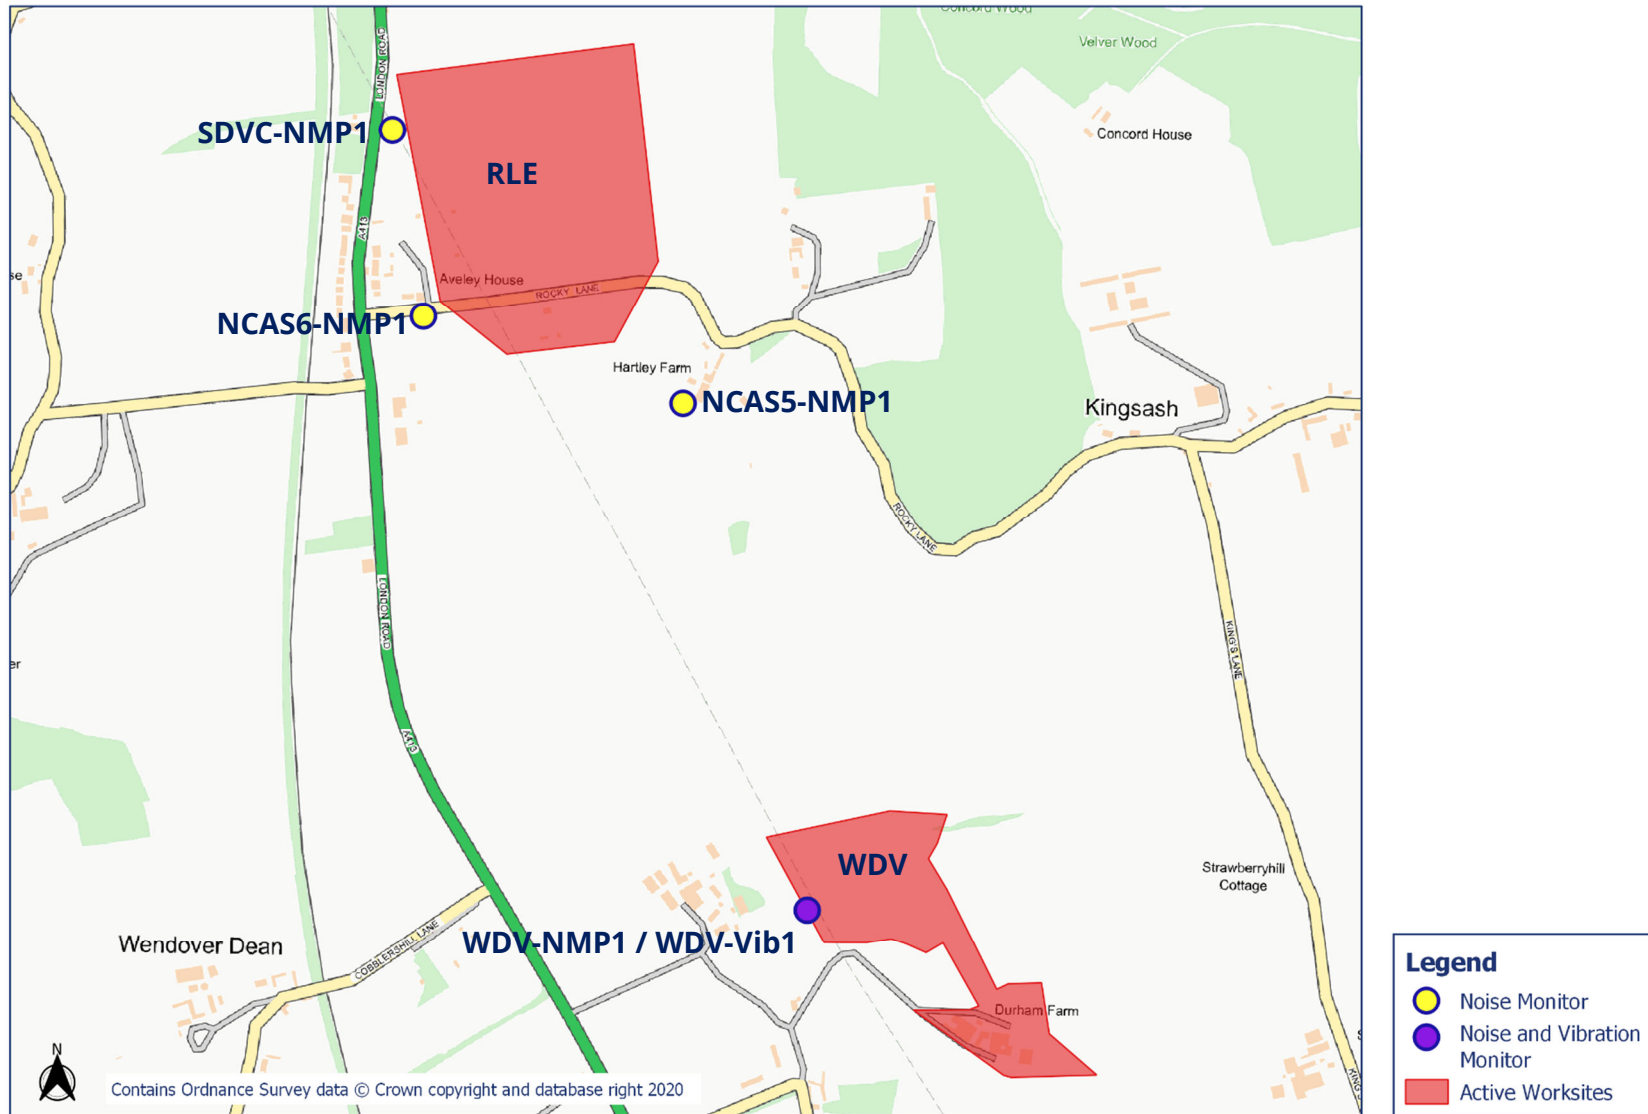 Concord Wood
Velver Wood
LONDON ROAD
SDVC-NMP1
Concord House
RLE
A413
se
Aveley House
ROCKY LANE
NCAS6-NMP1
Hartley Farm
NCAS5-NMP1
Kingsash
ROCKY LANE
LONDON ROAD
KING'S LANE
er
A413
WDV
Strawberryhill
Cottage
Wendover Dean
COBBLERSHILL LANE
WDV-NMP1 / WDV-Vib1
Durham Farm
N
Contains Ordnance Survey data © Crown copyright and database right 2020
Legend
Noise Monitor
Noise and Vibration
Monitor
Active Worksites